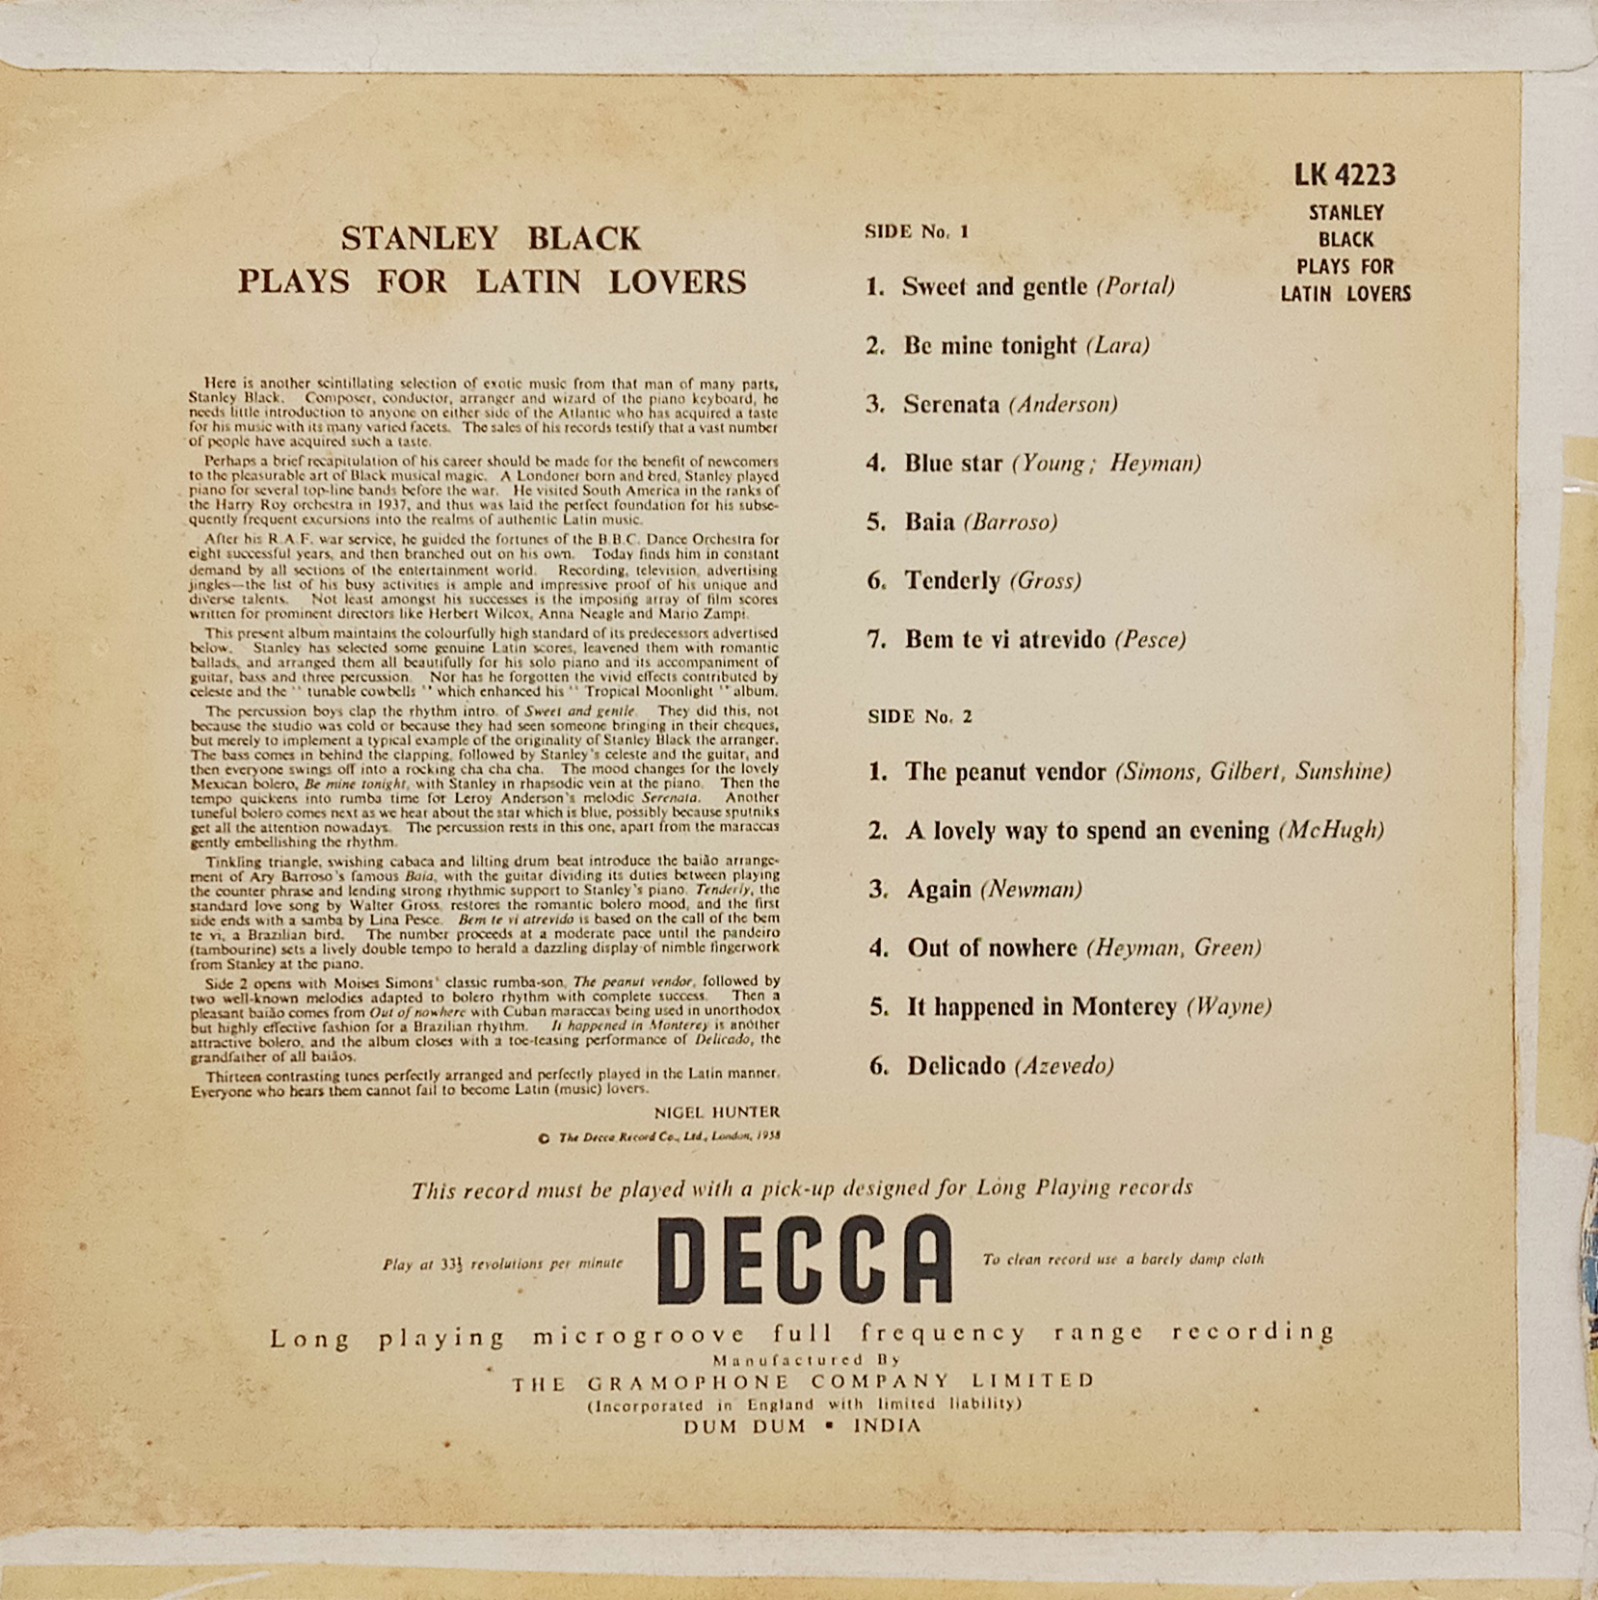 LK 4223
STANLEY
BLACK
PLAYS FOR
LATIN LOVERS
STANLEY BLACK
PLAYS FOR LATIN LOVERS
Here is another scintillating selection of exotic music from that man of many parts,
Stanley Black. Composer, conductor, arranger and wizard of the piano keyboard, he
needs little introduction to anyone on either side of the Atlantic who has acquired a taste
for his music with its many varied facets. The sales of his records testify that a vast number
of people have acquired such a taste.
Perhaps a brief recapitulation of his career should be made for the benefit of newcomers
to the pleasurable art of Black musical magic. A Londoner born and bred, Stanley played
piano for several top-line bands before the war. He visited South America in the ranks of
the Harry Roy orchestra in 1937, and thus was laid the perfect foundation for his subse-
quently frequent excursions into the realms of authentic Latin music.
After his R.A.F. war service, he guided the fortunes of the B.B.C. Dance Orchestra for
eight successful years, and then branched out on his own. Today finds him in constant
demand by all sections of the entertainment world. Recording, television, advertising
jingles—the list of his busy activities is ample and impressive proof of his unique and
diverse talents. Not least amongst his successes is the imposing array of film scores
written for prominent directors like Herbert Wilcox, Anna Neagle and Mario Zampi.
This present album maintains the colourfully high standard of its predecessors advertised
below. Stanley has selected some genuine Latin scores, leavened them with romantic
ballads, and arranged them all beautifully for his solo piano and its accompaniment of
guitar, bass and three percussion. Nor has he forgotten the vivid effects contributed by
celeste and the " tunable cowbells " which enhanced his " Tropical Moonlight " album.
The percussion boys clap the rhythm intro. of Sweet and gentle. They did this, not
because the studio was cold or because they had seen someone bringing in their cheques,
but merely to implement a typical example of the originality of Stanley Black the arranger.
The bass comes in behind the clapping, followed by Stanley's celeste and the guitar, and
then everyone swings off into a rocking cha cha cha. The mood changes for the lovely
Mexican bolero, Be mine tonight, with Stanley in rhapsodic vein at the piano. Then the
tempo quickens into rumba time for Leroy Anderson's melodic Serenata. Another
tuneful bolero comes next as we hear about the star which is blue, possibly because sputniks
get all the attention nowadays. The percussion rests in this one, apart from the maraccas
gently embellishing the rhythm.
Tinkling triangle, swishing cabaca and lilting drum beat introduce the baião arrange-
ment of Ary Barroso's famous Baia, with the guitar dividing its duties between playing
the counter phrase and lending strong rhythmic support to Stanley's piano. Tenderly, the
standard love song by Walter Gross, restores the romantic bolero mood, and the first
side ends with a samba by Lina Pesce. Bem te vi atrevido is based on the call of the bem
te vi, a Brazilian bird. The number proceeds at a moderate pace until the pandeiro
(tambourine) sets a lively double tempo to herald a dazzling display of nimble fingerwork
from Stanley at the piano.
Side 2 opens with Moises Simons' classic rumba-son, The peanut vendor, followed by
two well-known melodies adapted to bolero rhythm with complete success. Then a
pleasant baião comes from Out of nowhere with Cuban maraccas being used in unorthodox
but highly effective fashion for a Brazilian rhythm. It happened in Monterey is another
attractive bolero, and the album closes with a toe-teasing performance of Delicado, the
grandfather of all baiãos.
Thirteen contrasting tunes perfectly arranged and perfectly played in the Latin manner.
Everyone who hears them cannot fail to become Latin (music) lovers.
NIGEL HUNTER
© The Decca Record Co., Ltd., London, 1958
SIDE No. 1
1. Sweet and gentle (Portal)
2. Be mine tonight (Lara)
3. Serenata (Anderson)
4. Blue star (Young; Heyman)
5. Baia (Barroso)
6. Tenderly (Gross)
7. Bem te vi atrevido (Pesce)
SIDE No. 2
1. The peanut vendor (Simons, Gilbert, Sunshine)
2. A lovely way to spend an evening (McHugh)
3. Again (Newman)
4. Out of nowhere (Heyman, Green)
5. It happened in Monterey (Wayne)
6. Delicado (Azevedo)
This record must be played with a pick-up designed for Long Playing records
Play at 33⅓ revolutions per minute
DECCA
To clean record use a barely damp cloth
Long playing microgroove full frequency range recording
Manufactured By
THE GRAMOPHONE COMPANY LIMITED
(Incorporated in England with limited liability)
DUM DUM ▪ INDIA